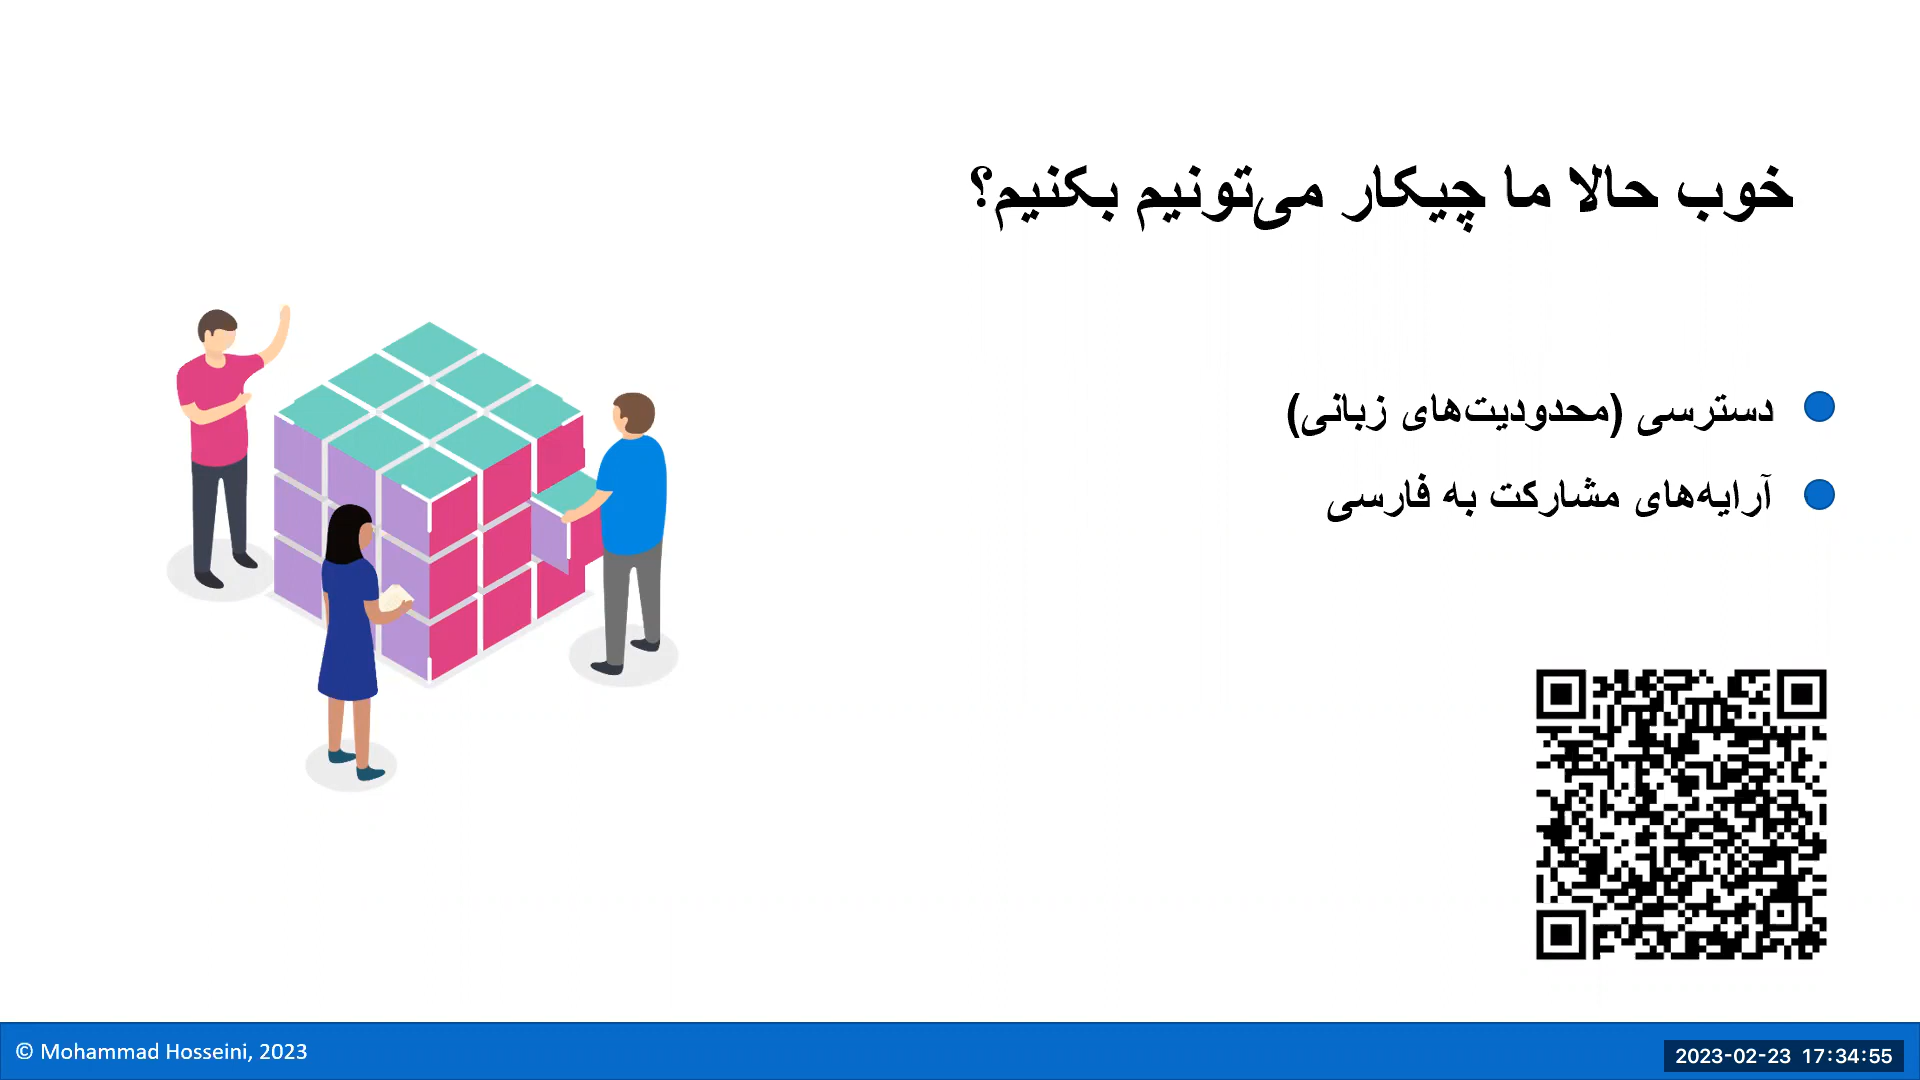 خوب حالا ما چیکار می‌تونیم بکنیم؟
دسترسی (محدودیت‌های زبانی)
آرایه‌های مشارکت به فارسی
© Mohammad Hosseini, 2023
2023-02-23 17:34:55